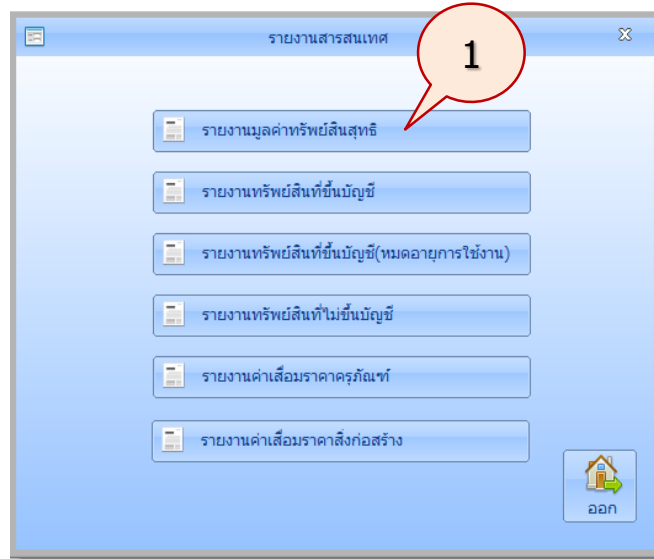 รายงานสารสนเทศ
1
รายงานมูลค่าทรัพย์สินสุทธิ
รายงานทรัพย์สินที่ขึ้นบัญชี
รายงานทรัพย์สินที่ขึ้นบัญชี(หมดอายุการใช้งาน)
รายงานทรัพย์สินที่ไม่ขึ้นบัญชี
รายงานค่าเสื่อมราคาครุภัณฑ์
รายงานค่าเสื่อมราคาสิ่งก่อสร้าง
ออก